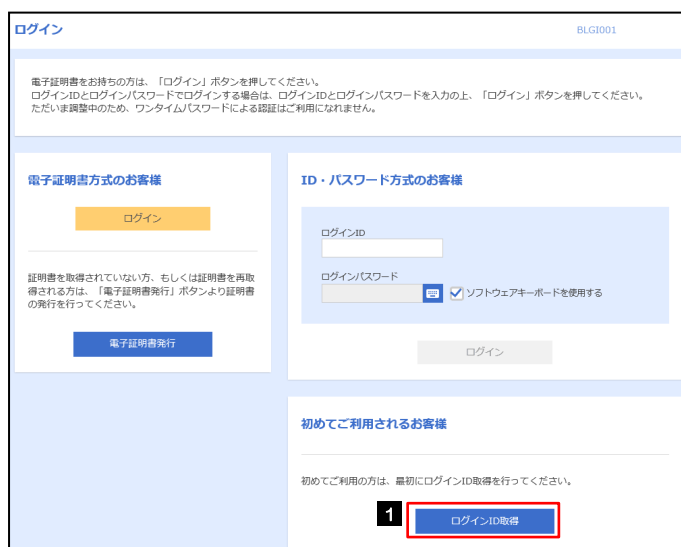 ログイン
BLGI001
電子証明書をお持ちの方は、「ログイン」ボタンを押してください。
ログインIDとログインパスワードでログインする場合は、ログインIDとログインパスワードを入力の上、「ログイン」ボタンを押してください。
ただいま調整中のため、ワンタイムパスワードによる認証はご利用になれません。
電子証明書方式のお客様
ログイン
証明書を取得されていない方、もしくは証明書を再取
得される方は、「電子証明書発行」ボタンより証明書
の発行を行ってください。
電子証明書発行
ID・パスワード方式のお客様
ログインID
ログインパスワード
ソフトウェアキーボードを使用する
ログイン
初めてご利用されるお客様
初めてご利用の方は、最初にログインID取得を行ってください。
1
ログインID取得